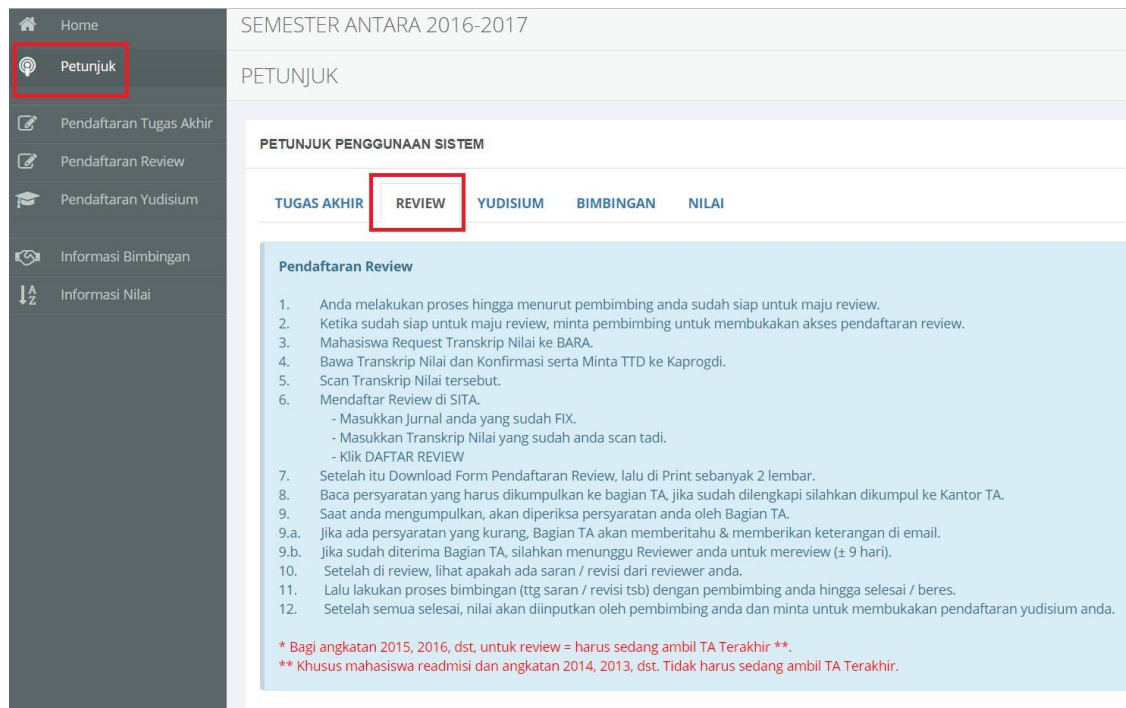 Home
Petunjuk
Pendaftaran Tugas Akhir
Pendaftaran Review
Pendaftaran Yudisium
Informasi Bimbingan
Informasi Nilai
SEMESTER ANTARA 2016-2017
PETUNJUK
PETUNJUK PENGGUNAAN SISTEM
TUGAS AKHIR REVIEW YUDISIUM BIMBINGAN NILAI
Pendaftaran Review
1. Anda melakukan proses hingga menurut pembimbing anda sudah siap untuk maju review.
2. Ketika sudah siap untuk maju review, minta pembimbing untuk membukakan akses pendaftaran review.
3. Mahasiswa Request Transkrip Nilai ke BARA.
4. Bawa Transkrip Nilai dan Konfirmasi serta Minta TTD ke Kaprogdi.
5. Scan Transkrip Nilai tersebut.
6. Mendaftar Review di SITA.
- Masukkan Jurnal anda yang sudah FIX.
- Masukkan Transkrip Nilai yang sudah anda scan tadi.
- Klik DAFTAR REVIEW
7. Setelah itu Download Form Pendaftaran Review, lalu di Print sebanyak 2 lembar.
8. Baca persyaratan yang harus dikumpulkan ke bagian TA, jika sudah dilengkapi silahkan dikumpul ke Kantor TA.
9. Saat anda mengumpulkan, akan diperiksa persyaratan anda oleh Bagian TA.
9.a. Jika ada persyaratan yang kurang, Bagian TA akan memberitahu & memberikan keterangan di email.
9.b. Jika sudah diterima Bagian TA, silahkan menunggu Reviewer anda untuk mereview (± 9 hari).
10. Setelah di review, lihat apakah ada saran / revisi dari reviewer anda.
11. Lalu lakukan proses bimbingan (ttg saran / revisi tsb) dengan pembimbing anda hingga selesai / beres.
12. Setelah semua selesai, nilai akan diinputkan oleh pembimbing anda dan minta untuk membukakan pendaftaran yudisium anda.
* Bagi angkatan 2015, 2016, dst, untuk review = harus sedang ambil TA Terakhir **.
** Khusus mahasiswa readmisi dan angkatan 2014, 2013, dst. Tidak harus sedang ambil TA Terakhir.